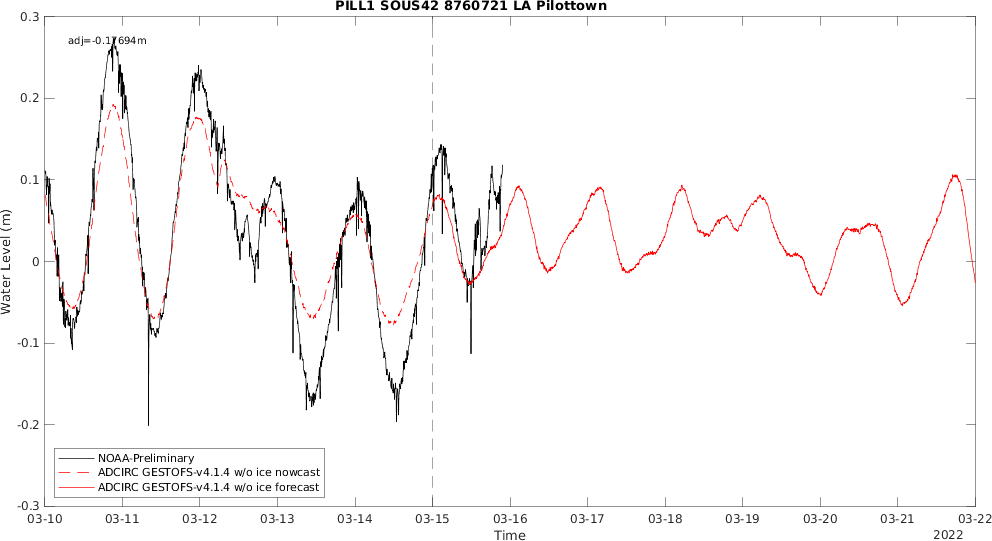 PILL1 SOUS42 8760721 LA Pilottown
adj=-0.17694m
Water Level (m)
0.3
0.2
0.1
0
-0.1
-0.2
-0.3
NOAA-Preliminary
ADCIRC GESTOFS-v4.1.4 w/o ice nowcast
ADCIRC GESTOFS-v4.1.4 w/o ice forecast
03-10 03-11 03-12 03-13 03-14 03-15 03-16 03-17 03-18 03-19 03-20 03-21 03-22
Time
2022